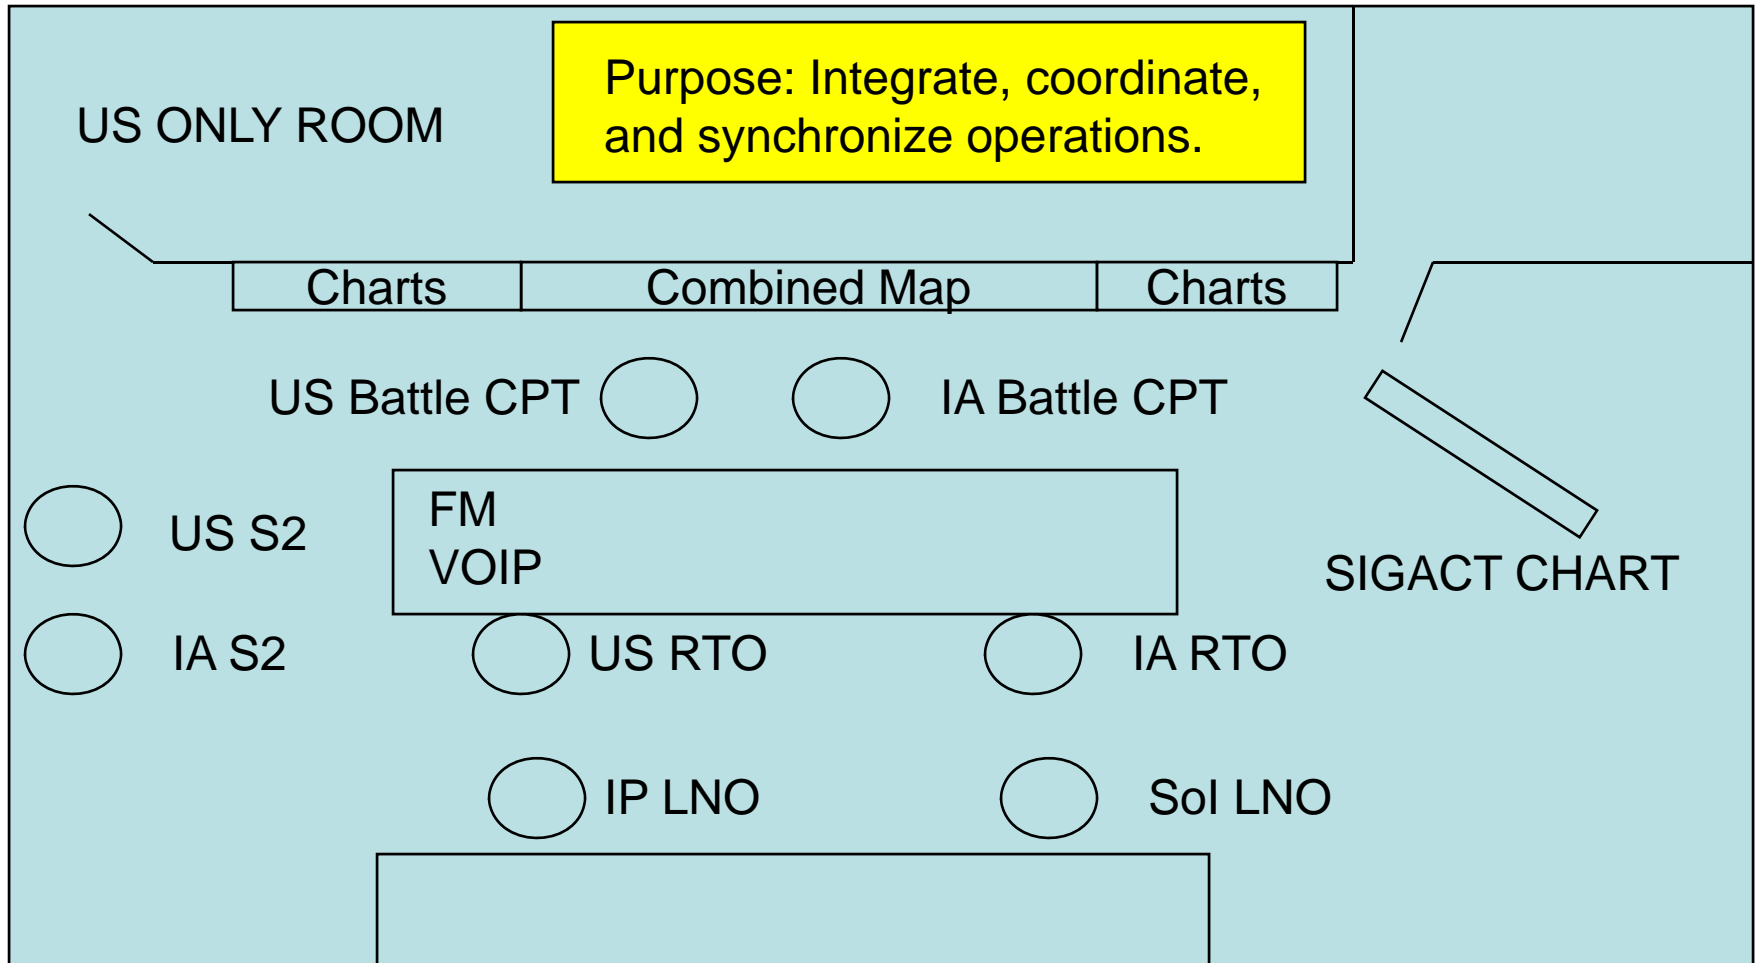 Purpose: Integrate, coordinate,
and synchronize operations.
US ONLY ROOM
Charts
Combined Map
Charts
US Battle CPT
IA Battle CPT
FM
VOIP
US S2
SIGACT CHART
IA S2
US RTO
IA RTO
IP LNO
SoI LNO